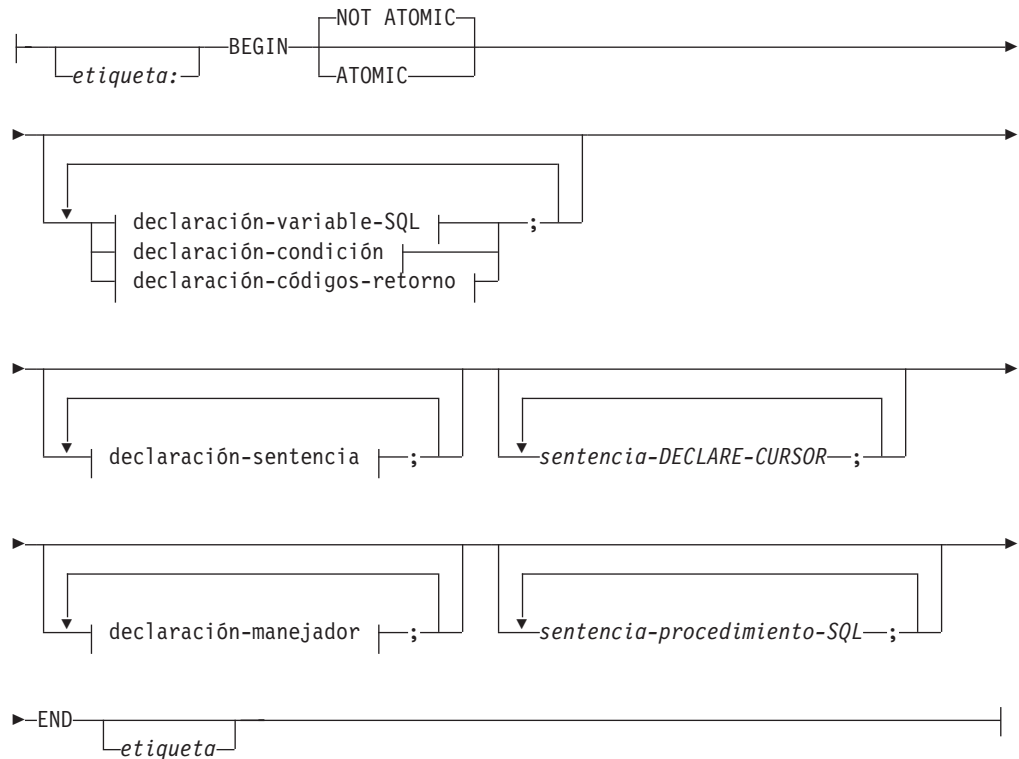 NOT ATOMIC
etiqueta: BEGIN
ATOMIC
declaración-variable-SQL ;
declaración-condición
declaración-códigos-retorno
declaración-sentencia ; sentencia-DECLARE-CURSOR ;
declaración-manejador ; sentencia-procedimiento-SQL ;
END
etiqueta